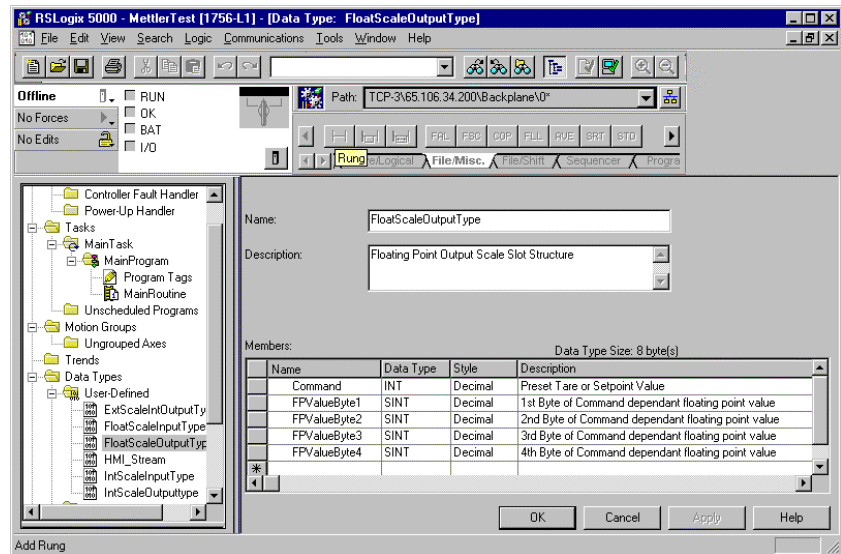 RSLogix 5000 - MettlerTest [1756-L1] - [Data Type: FloatScaleOutputType]
File Edit View Search Logic Communications Tools Window Help
Offline
RUN
No Forces
OK
BAT
No Edits
I/O
Path: TCP-3\65.106.34.200\Backplane\0*
FRL FSC COP FLL AVE SRT STD
Rung
e/Logical File/Misc. File/Shift Sequencer Progra
Controller Fault Handler
Power-Up Handler
Tasks
MainTask
MainProgram
Program Tags
MainRoutine
Unscheduled Programs
Motion Groups
Ungrouped Axes
Trends
Data Types
User-Defined
ExtScaleIntOutputTy
FloatScaleInputType
FloatScaleOutputTyp
HMI_Stream
IntScaleInputType
IntScaleOutputtype
Name: FloatScaleOutputType
Description: Floating Point Output Scale Slot Structure
Members: Data Type Size: 8 byte(s)
Name Data Type Style Description
Command INT Decimal Preset Tare or Setpoint Value
FPValueByte1 SINT Decimal 1st Byte of Command dependant floating point value
FPValueByte2 SINT Decimal 2nd Byte of Command dependant floating point value
FPValueByte3 SINT Decimal 3rd Byte of Command dependant floating point value
FPValueByte4 SINT Decimal 4th Byte of Command dependant floating point value
OK Cancel Apply Help
Add Rung